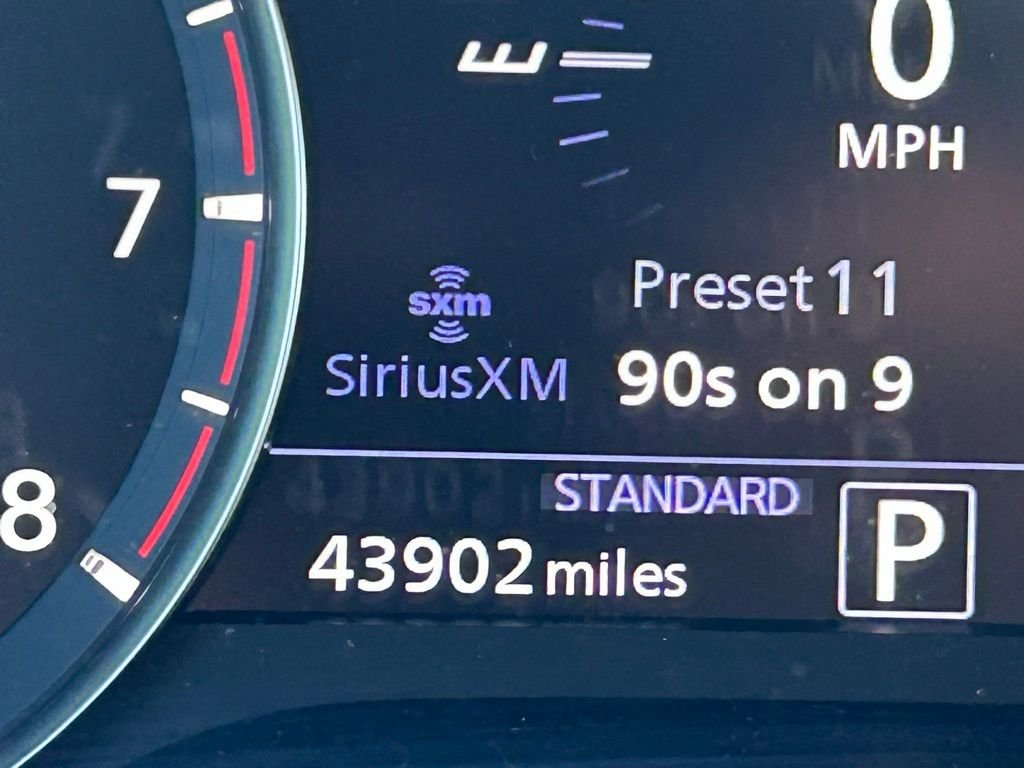 E
0
MPH
7
Preset 11
sxm
SiriusXM
90s on 9
STANDARD
8
43902 miles
P